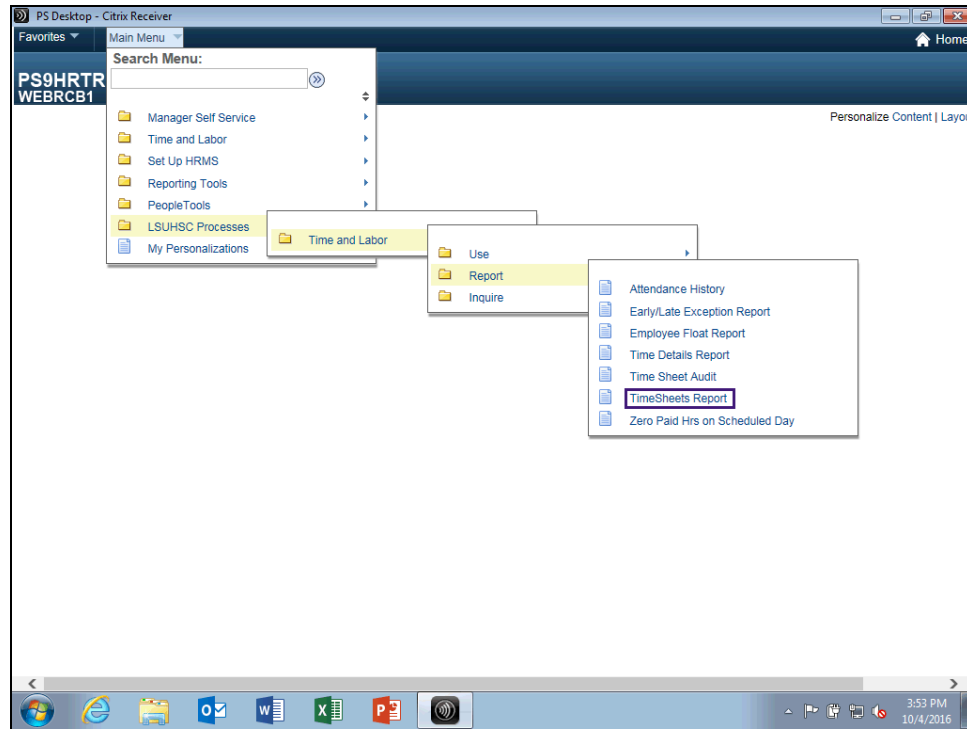 PS Desktop - Citrix Receiver
Favorites Main Menu Home
Search Menu:
PS9HRTR
WEBRCB1
Personalize Content | Layou
Manager Self Service
Time and Labor
Set Up HRMS
Reporting Tools
PeopleTools
LSUHSC Processes
My Personalizations
Time and Labor
Use
Report
Inquire
Attendance History
Early/Late Exception Report
Employee Float Report
Time Details Report
Time Sheet Audit
TimeSheets Report
Zero Paid Hrs on Scheduled Day
3:53 PM
10/4/2016